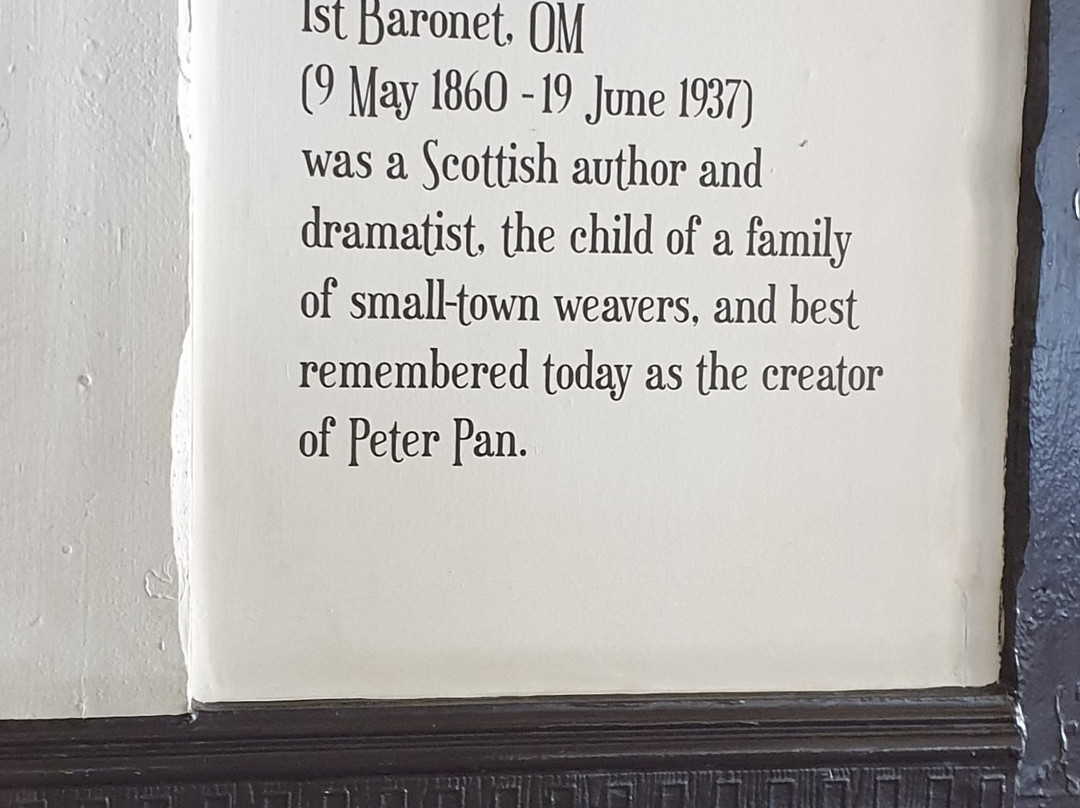 1st Baronet, OM
(9 May 1860 - 19 June 1937)
was a Scottish author and
dramatist, the child of a family
of small-town weavers, and best
remembered today as the creator
of Peter Pan.